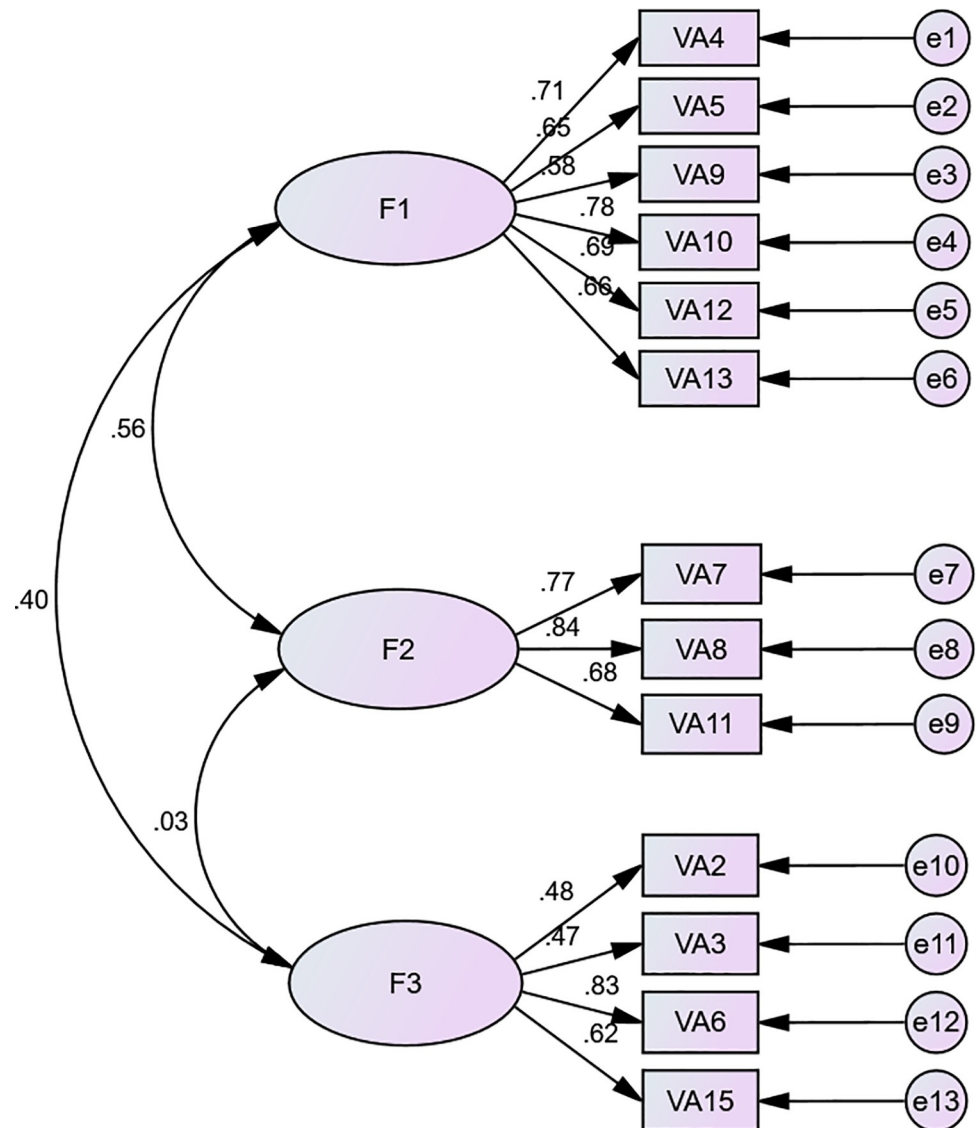 VA4
e1
.71
VA5
e2
.65
.58
VA9
e3
F1
.78
VA10
e4
.69
.66
VA12
e5
VA13
e6
.56
.77
VA7
e7
.40
.84
F2
VA8
e8
.68
VA11
e9
.03
.48
VA2
e10
.47
VA3
e11
F3
.83
VA6
e12
.62
VA15
e13